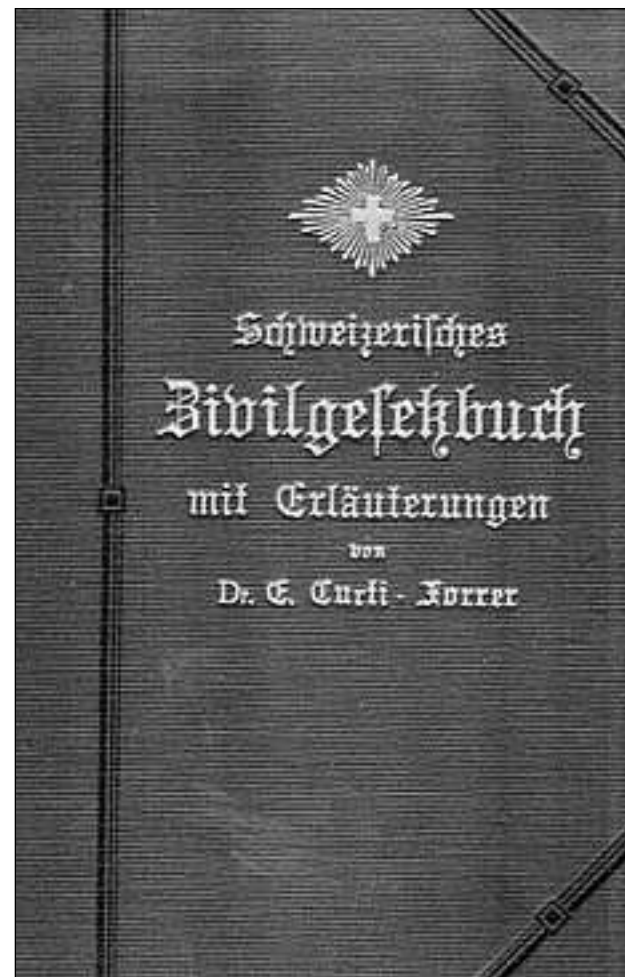 Schweizerisches
Zivilgesetzbuch
mit Erläuterungen
von
Dr. E. Curti-Forrer